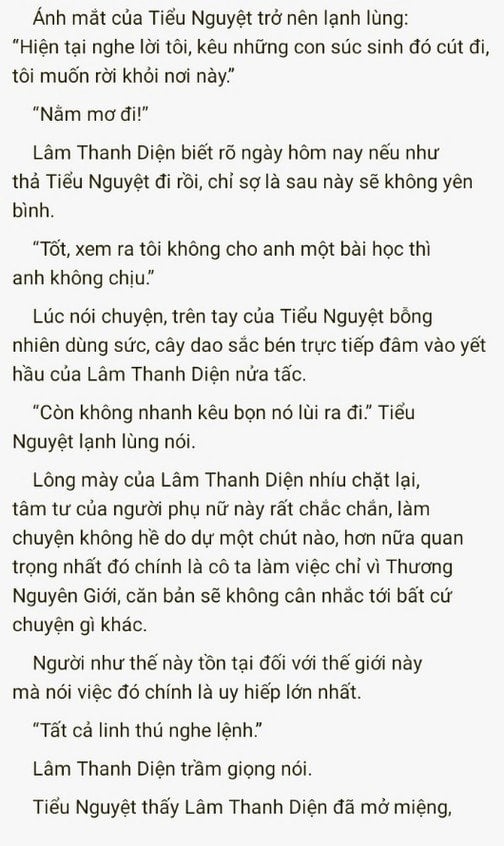 Ánh mắt của Tiểu Nguyệt trở nên lạnh lùng:
“Hiện tại nghe lời tôi, kêu những con súc sinh đó cút đi,
tôi muốn rời khỏi nơi này.”
“Nằm mơ đi!”
Lâm Thanh Diện biết rõ ngày hôm nay nếu như
thả Tiểu Nguyệt đi rồi, chỉ sợ là sau này sẽ không yên
bình.
“Tốt, xem ra tôi không cho anh một bài học thì
anh không chịu.”
Lúc nói chuyện, trên tay của Tiểu Nguyệt bỗng
nhiên dùng sức, cây dao sắc bén trực tiếp đâm vào yết
hầu của Lâm Thanh Diện nửa tấc.
“Còn không nhanh kêu bọn nó lùi ra đi.” Tiểu
Nguyệt lạnh lùng nói.
Lông mày của Lâm Thanh Diện nhíu chặt lại,
tâm tư của người phụ nữ này rất chắc chắn, làm
chuyện không hề do dự một chút nào, hơn nữa quan
trọng nhất đó chính là cô ta làm việc chỉ vì Thương
Nguyên Giới, căn bản sẽ không cân nhắc tới bất cứ
chuyện gì khác.
Người như thế này tồn tại đối với thế giới này
mà nói việc đó chính là uy hiếp lớn nhất.
“Tất cả linh thú nghe lệnh.”
Lâm Thanh Diện trầm giọng nói.
Tiểu Nguyệt thấy Lâm Thanh Diện đã mở miệng,